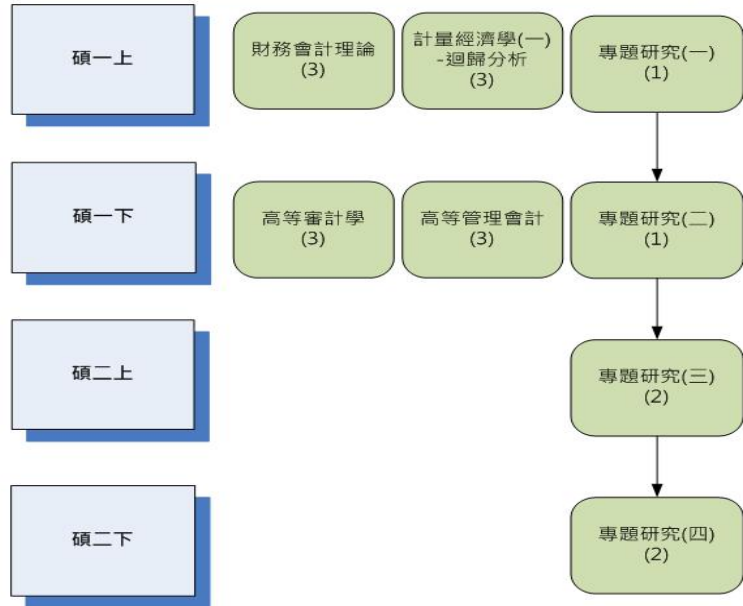 碩一上
財務會計理論
(3)
計量經濟學(一)
-迴歸分析
(3)
專題研究(一)
(1)
碩一下
高等審計學
(3)
高等管理會計
(3)
專題研究(二)
(1)
碩二上
專題研究(三)
(2)
碩二下
專題研究(四)
(2)